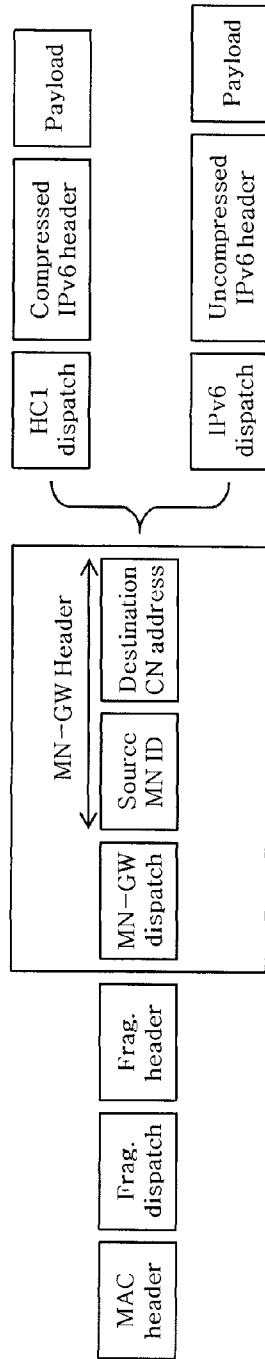 MAC
header
Frag.
dispatch
Frag.
header
MN-GW
dispatch
MN-GW Header
Source
MN ID
Destination
CN address
HC1
dispatch
Compressed
IPv6 header
Payload
IPv6
dispatch
Uncompressed
IPv6 header
Payload